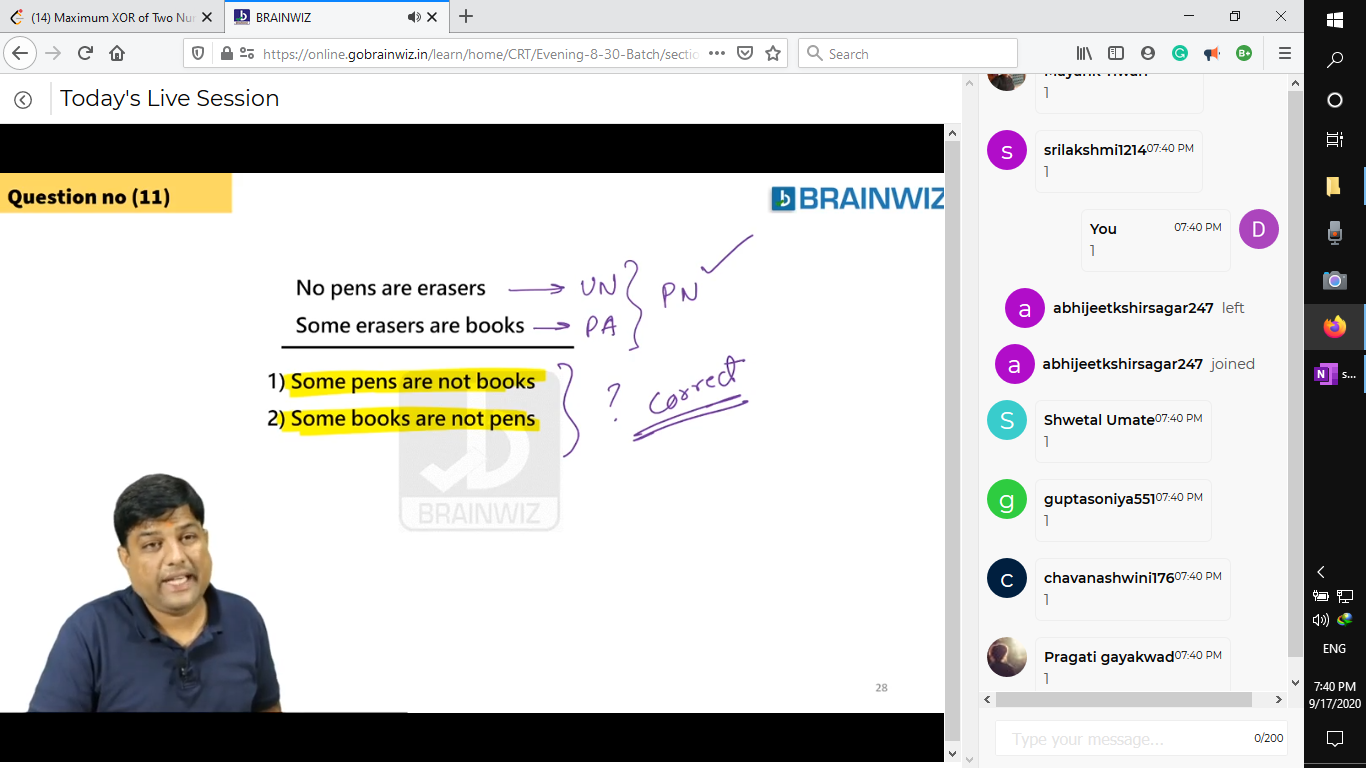 (14) Maximum XOR of Two Nu
BRAINWIZ
https://online.gobrainwiz.in/learn/home/CRT/Evening-8-30-Batch/sectio
Search
Today's Live Session
Question no (11)
BRAINWIZ
No pens are erasers → UN
Some erasers are books → PA
PN
1) Some pens are not books
2) Some books are not pens
? Correct
BRAINWIZ
28
1
srilakshmi1214 07:40 PM
1
You 07:40 PM
1
D
abhijeetkshirsagar247 left
abhijeetkshirsagar247 joined
Shwetal Umate 07:40 PM
1
guptasoniya551 07:40 PM
1
chavanashwini176 07:40 PM
1
Pragati gayakwad 07:40 PM
1
Type your message...
0/200
s...
ENG
7:40 PM
9/17/2020